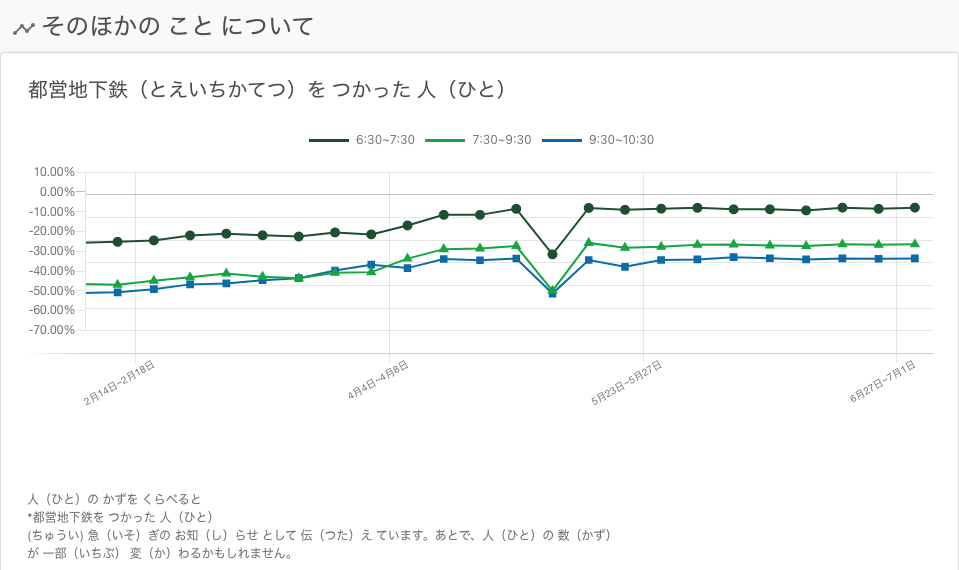 そのほかの こと について
都営地下鉄（とえいちかてつ）を つかった 人（ひと）
6:30~7:30 7:30~9:30 9:30~10:30
10.00%
0.00%
-10.00%
-20.00%
-30.00%
-40.00%
-50.00%
-60.00%
-70.00%
2月14日~2月18日 4月4日~4月8日 5月23日~5月27日 6月27日~7月1日
人（ひと）の かずを くらべると
*都営地下鉄を つかった 人（ひと）
(ちゅうい) 急（いそ）ぎの お知（し）らせ として 伝（つた）え ています。あとで、人（ひと）の 数（かず）
が 一部（いちぶ） 変（か）わるかもしれません。